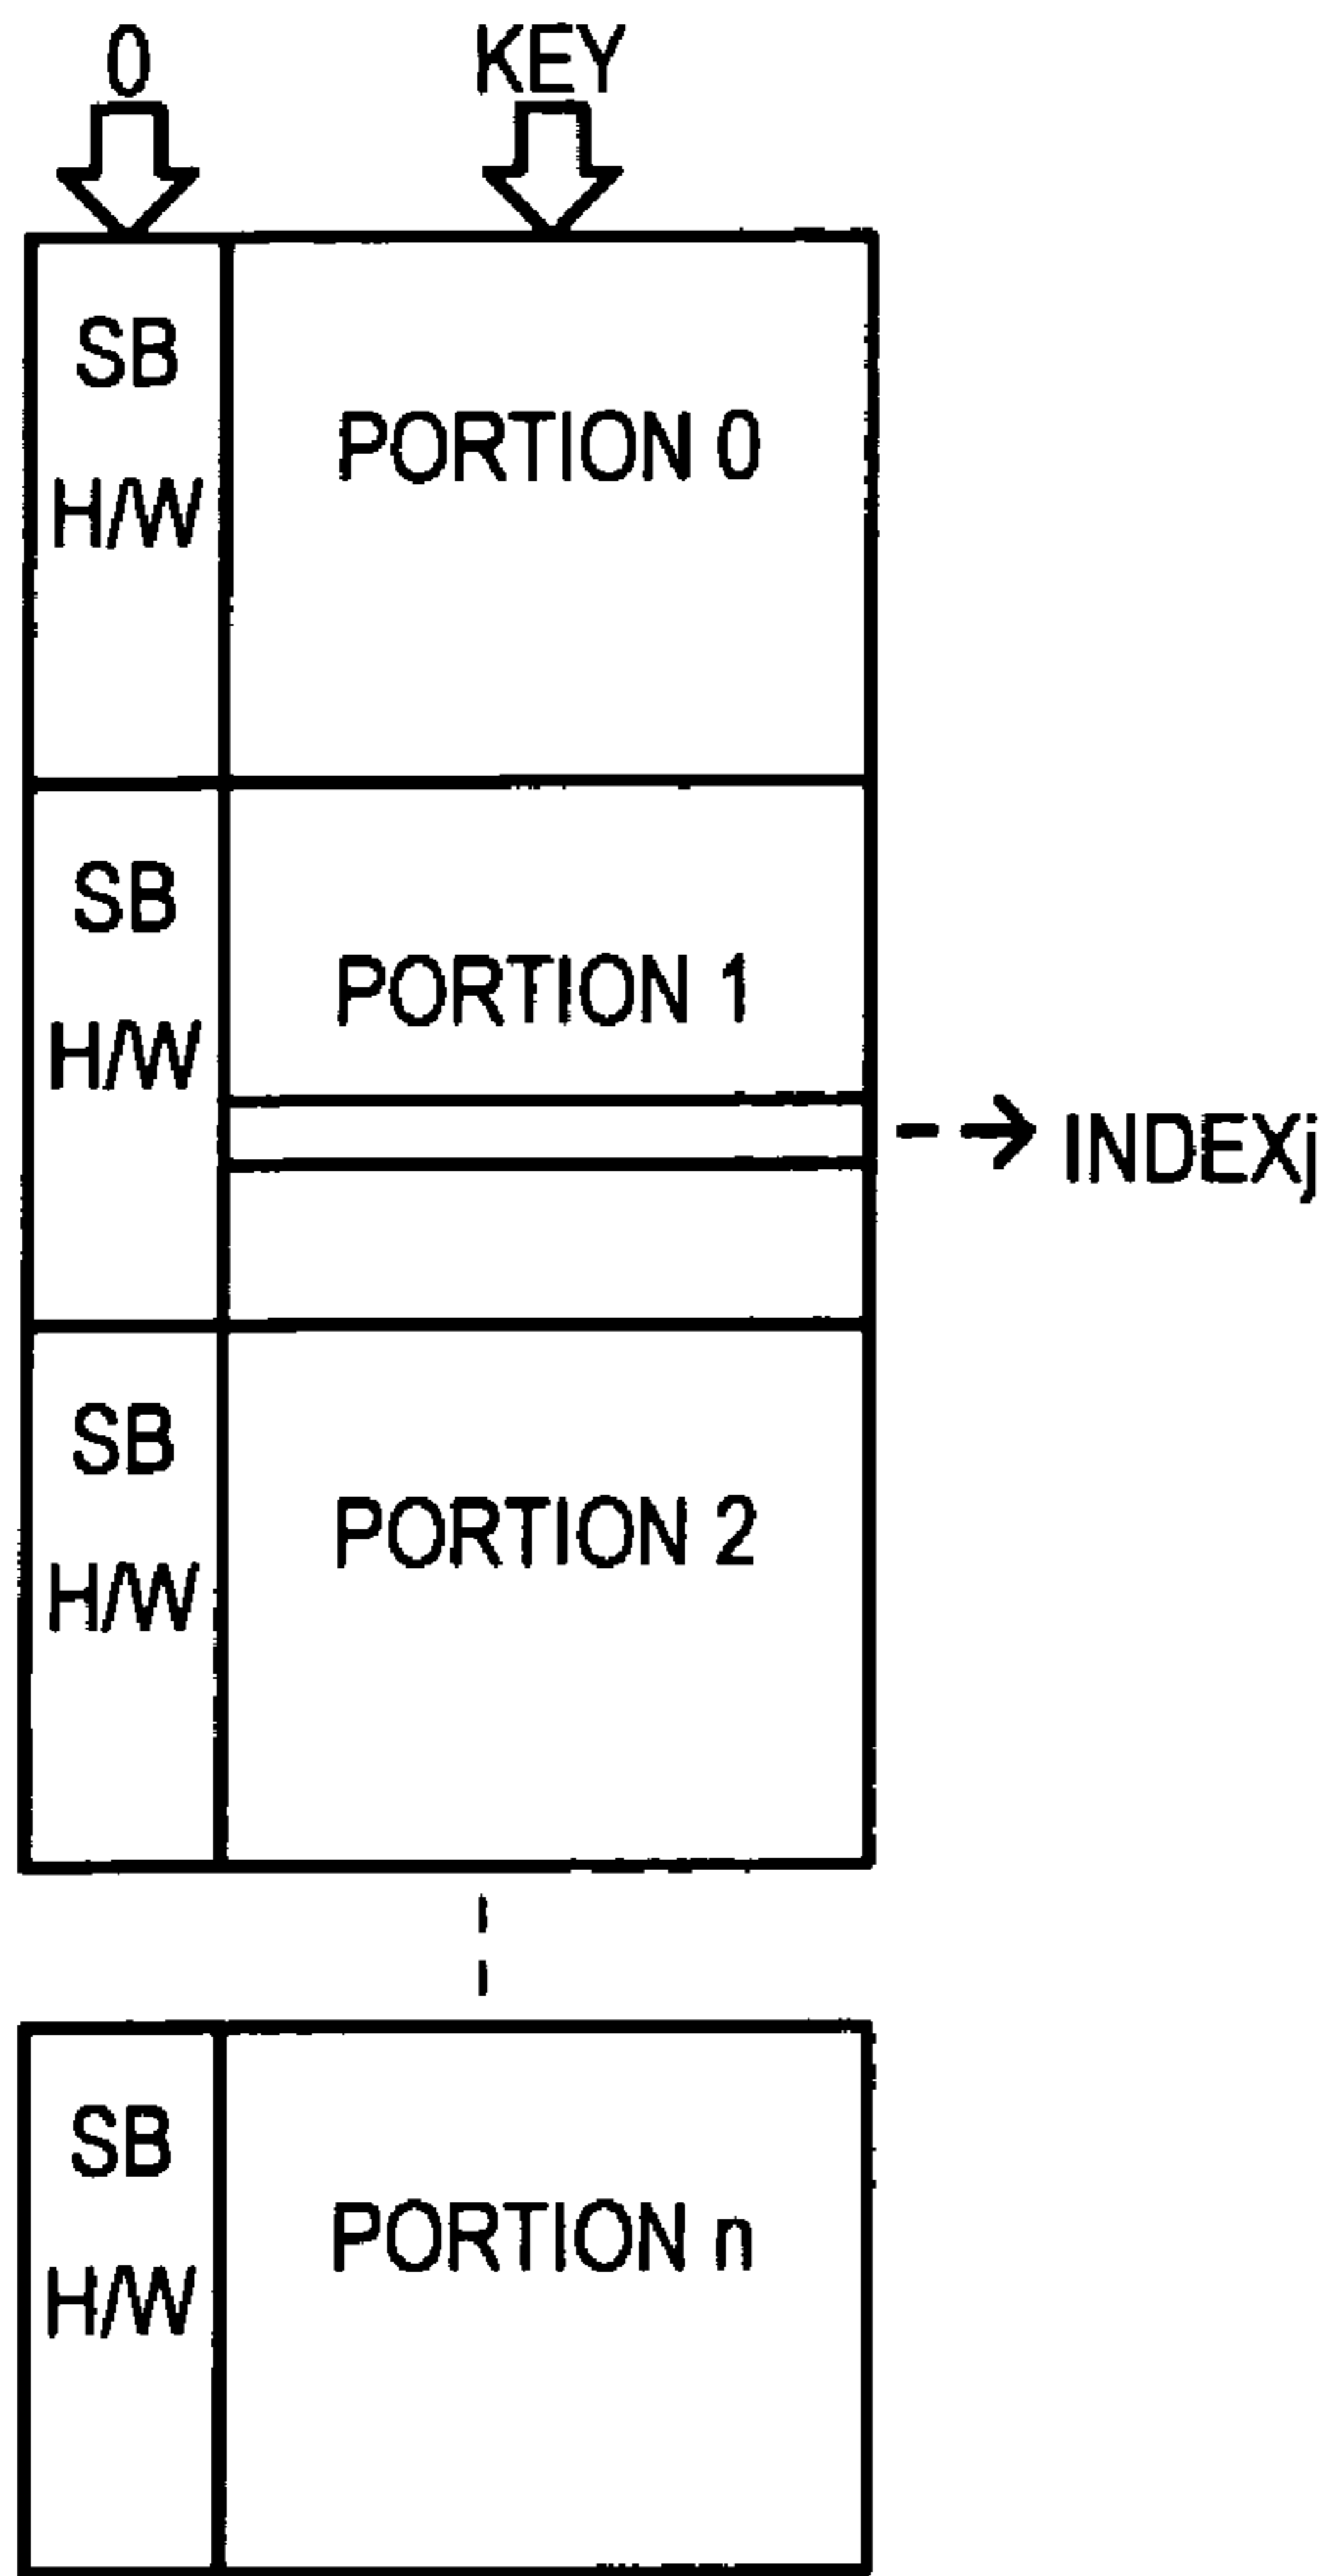 0
KEY
SB
H/W
PORTION 0
SB
H/W
PORTION 1
INDEXj
SB
H/W
PORTION 2
SB
H/W
PORTION n